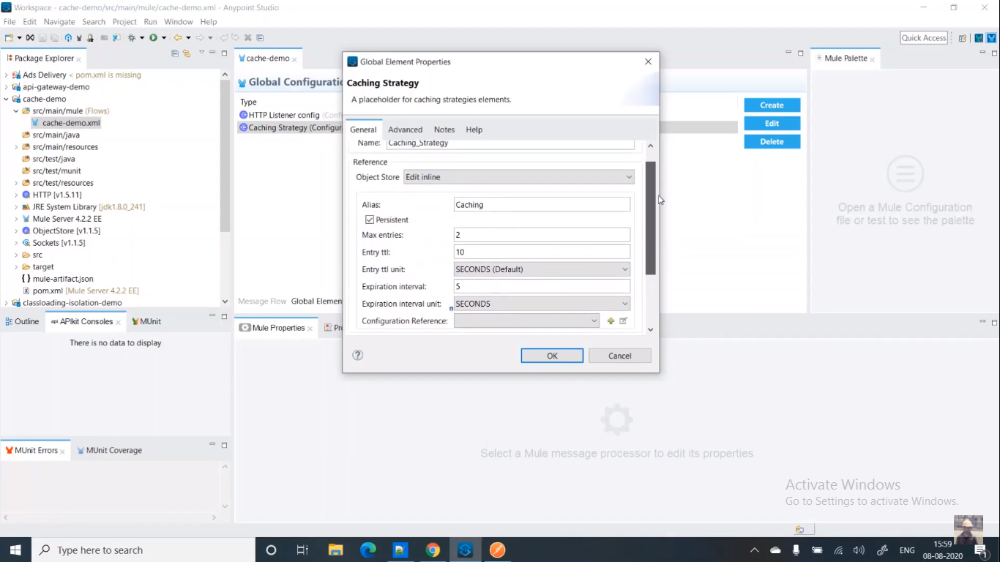 Workspace - cache-demo/src/main/mule/cache-demo.xml - Anypoint Studio
File Edit Navigate Search Project Run Window Help
Quick Access
Package Explorer
Ads Delivery < pom.xml is missing
api-gateway-demo
cache-demo
src/main/mule (Flows)
cache-demo.xml
src/main/java
src/main/resources
src/test/java
src/test/munit
src/test/resources
HTTP [v1.5.11]
JRE System Library [jdk1.8.0_241]
Mule Server 4.2.2 EE
ObjectStore [v1.1.5]
Sockets [v1.1.5]
src
target
mule-artifact.json
pom.xml [Mule Server 4.2.2 EE]
classloading-isolation-demo
cache-demo
Global Configuratio
Type
HTTP Listener config (Conf
Caching Strategy (Configur
Create
Edit
Delete
Message Flow Global Elemen
Global Element Properties
Caching Strategy
A placeholder for caching strategies elements.
General Advanced Notes Help
Name: Caching_Strategy
Reference
Object Store Edit inline
Alias: Caching
Persistent
Max entries: 2
Entry ttl: 10
Entry ttl unit: SECONDS (Default)
Expiration interval: 5
Expiration interval unit: SECONDS
Configuration Reference:
OK Cancel
Mule Palette
Open a Mule Configuration
file or test to see the palette
Outline APIkit Consoles MUnit
There is no data to display
MUnit Errors MUnit Coverage
Mule Properties Pr
Select a Mule message processor to edit its properties
Activate Windows
Go to Settings to activate Windows.
Type here to search
ENG
15:59
08-08-2020
1